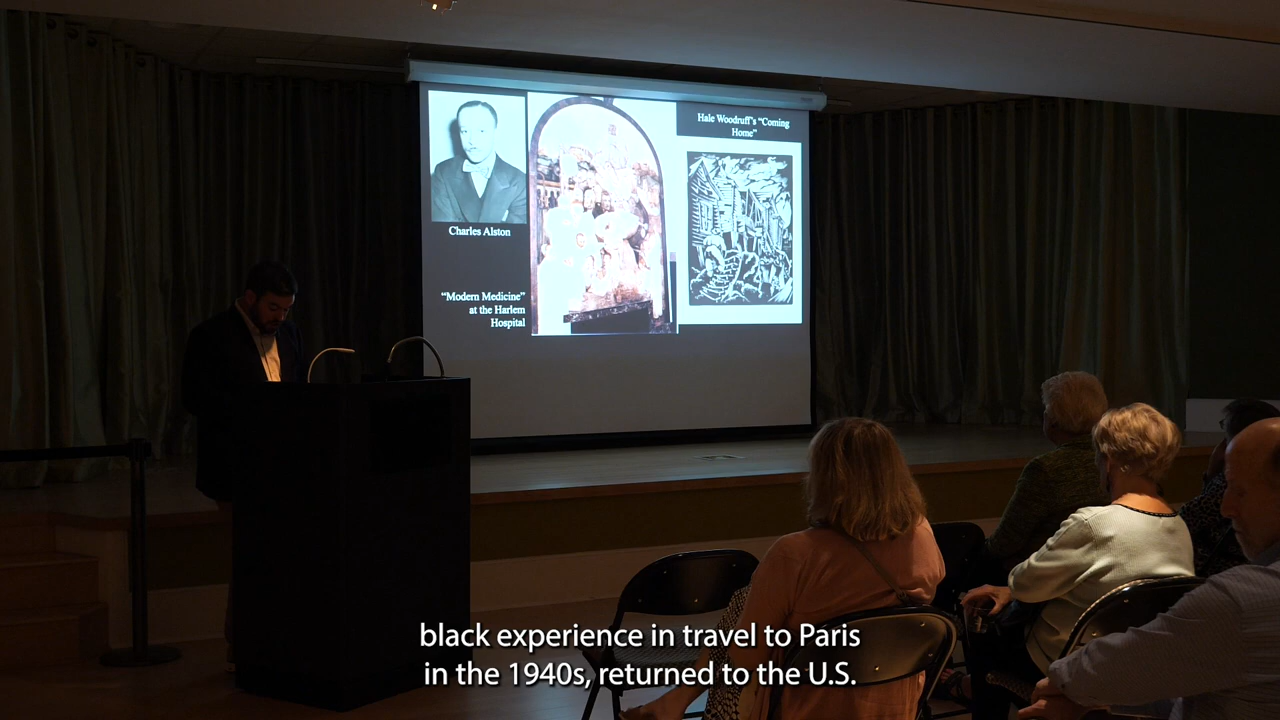 Charles Alston
"Modern Medicine"
at the Harlem
Hospital
Hale Woodruff's "Coming
Home"
black experience in travel to Paris
in the 1940s, returned to the U.S.